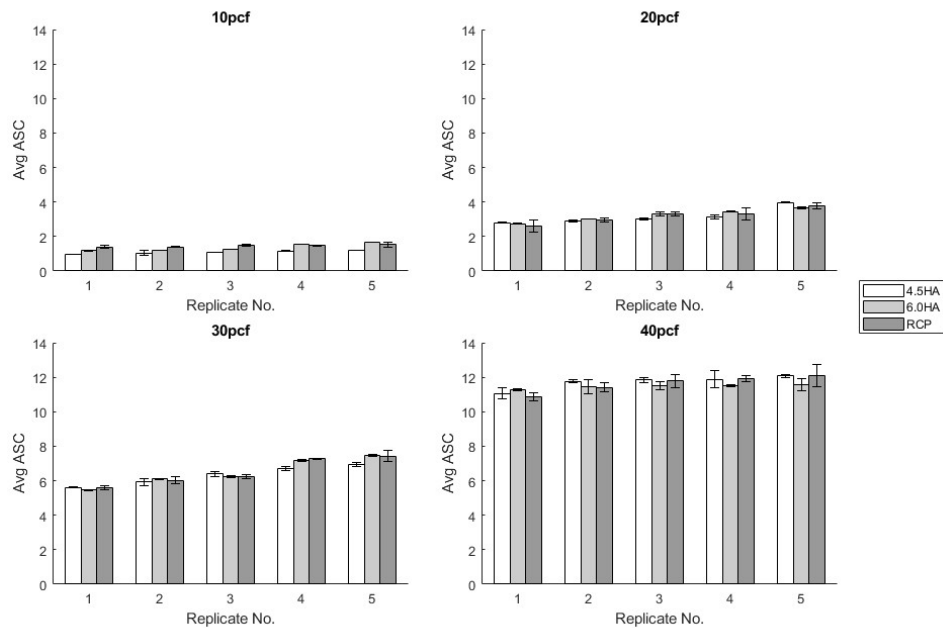 10pcf
14
12
10
8
6
4
2
0
Avg ASC
1 2 3 4 5
Replicate No.
20pcf
14
12
10
8
6
4
2
0
Avg ASC
1 2 3 4 5
Replicate No.
4.5HA
6.0HA
RCP
30pcf
14
12
10
8
6
4
2
0
Avg ASC
1 2 3 4 5
Replicate No.
40pcf
14
12
10
8
6
4
2
0
Avg ASC
1 2 3 4 5
Replicate No.